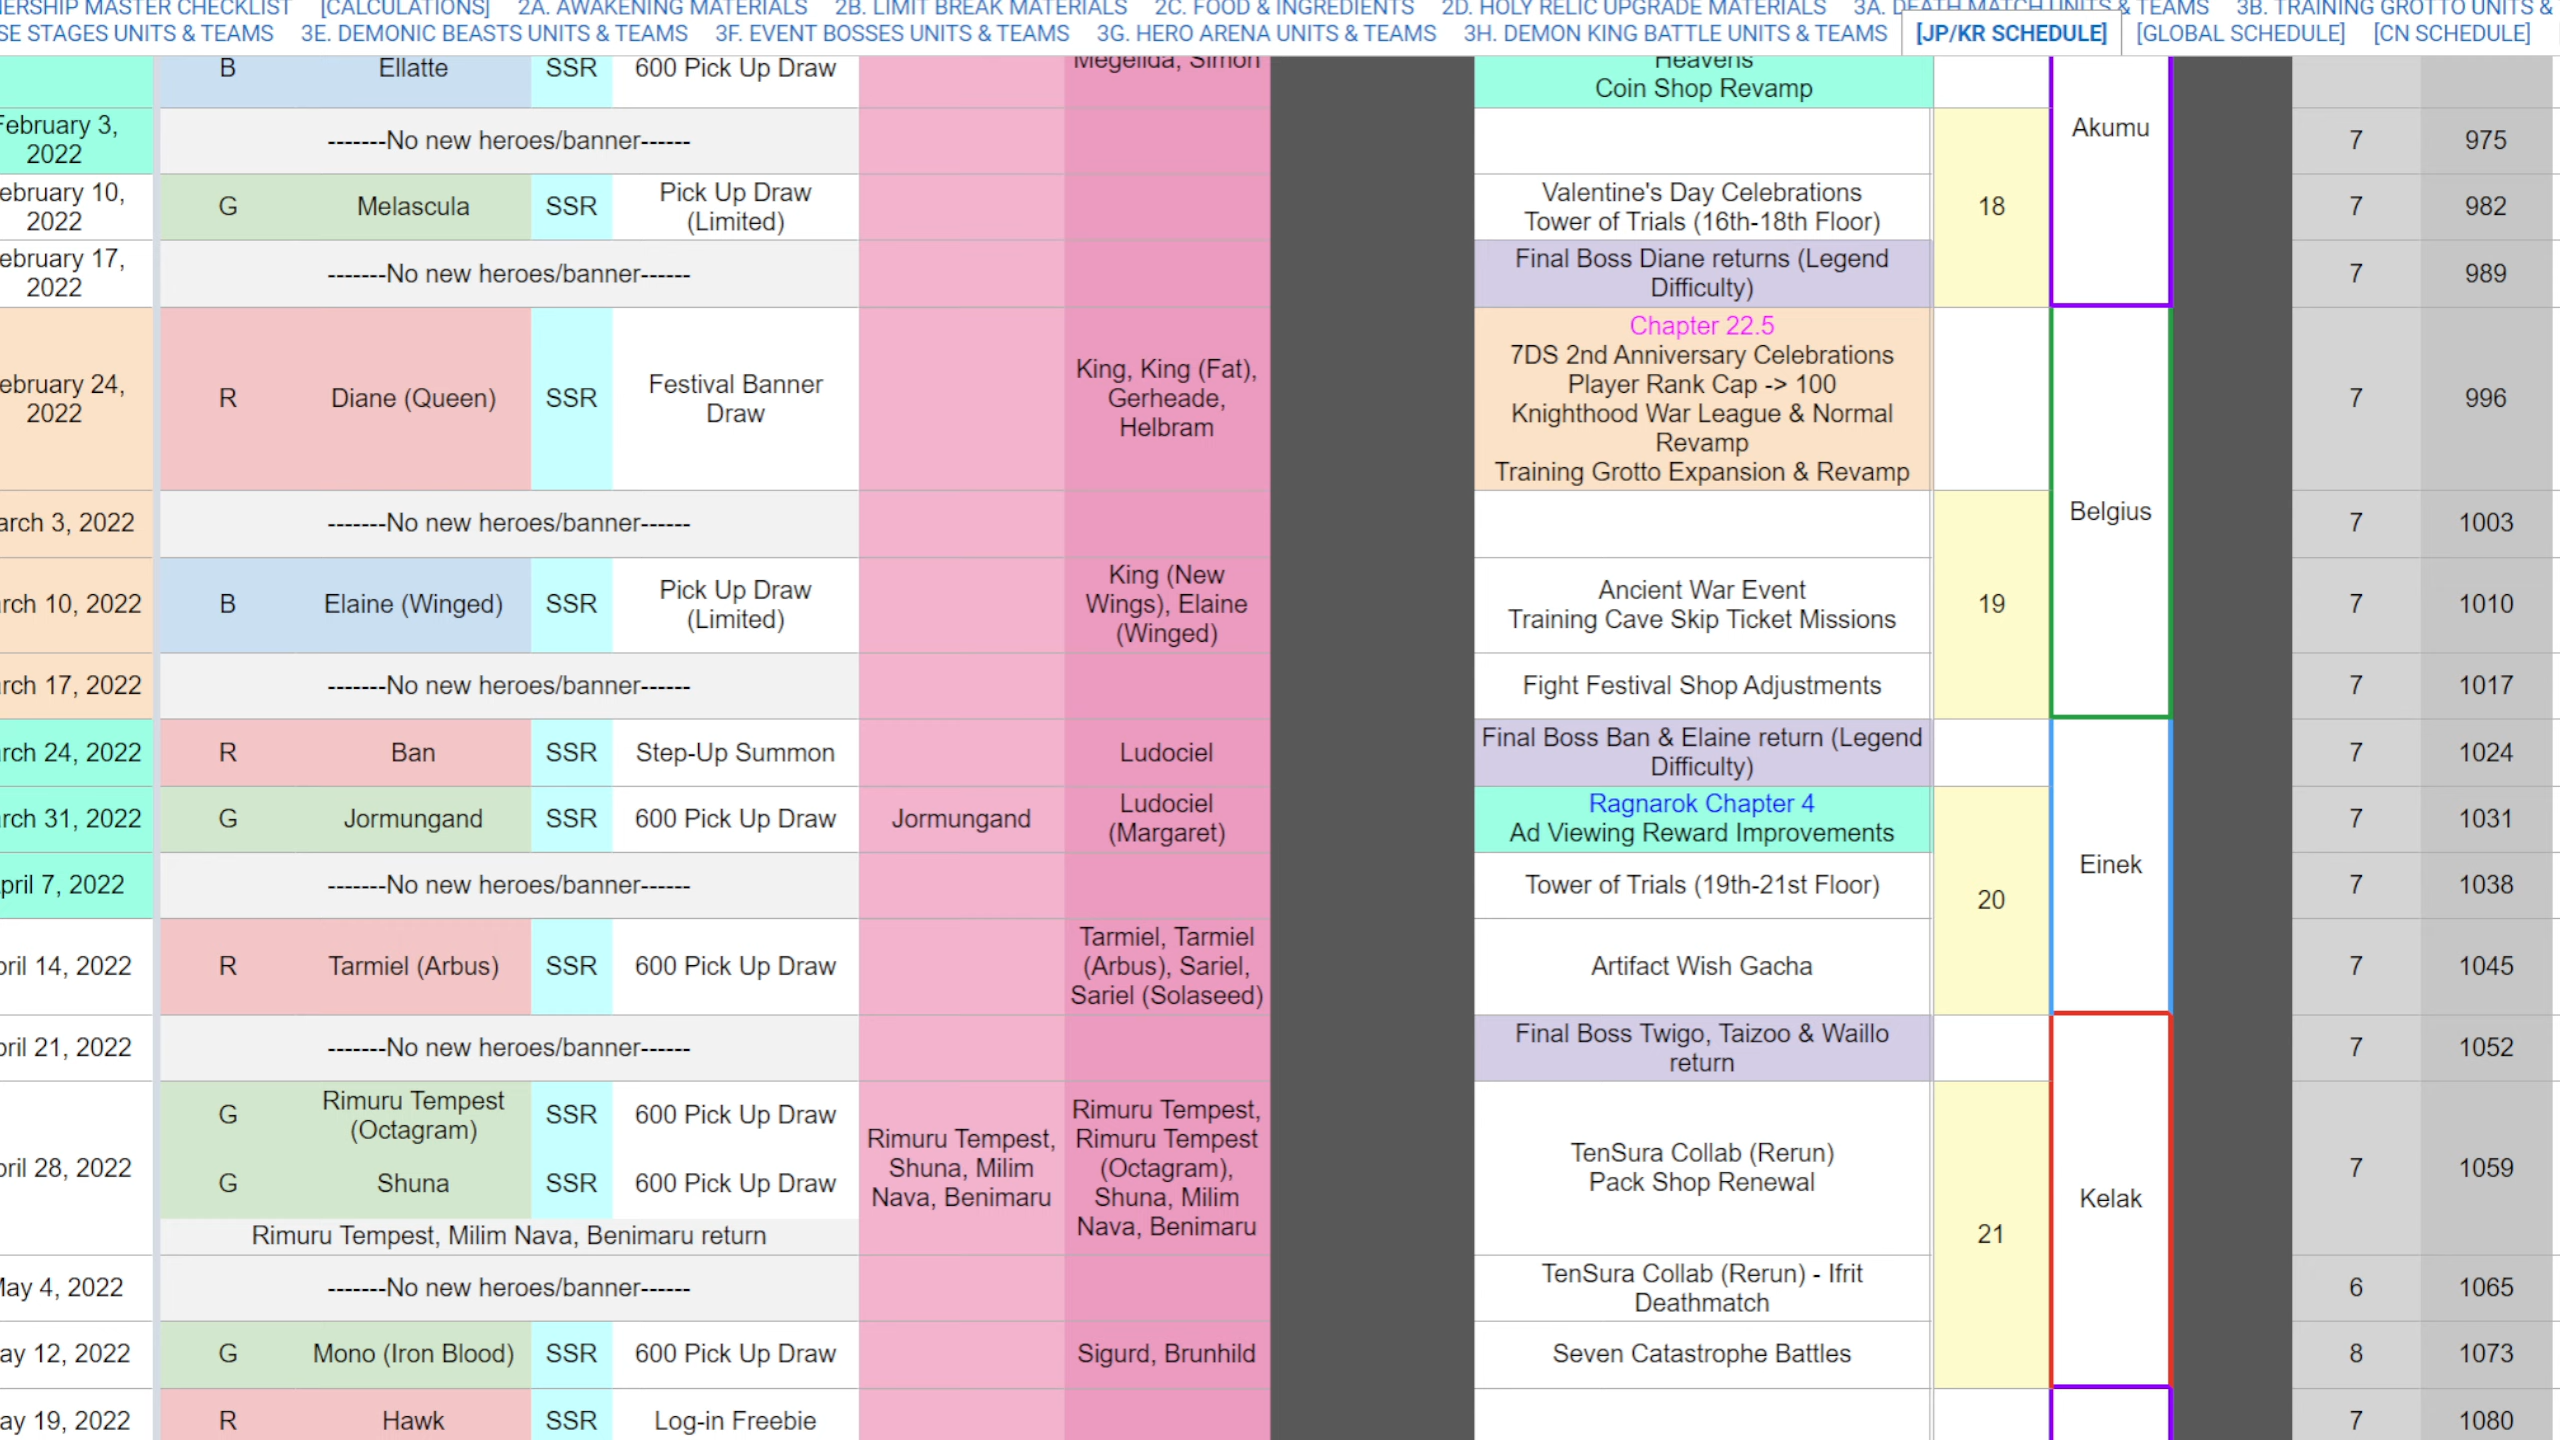 NERSHIP MASTER CHECKLIST [CALCULATIONS] 2A. AWAKENING MATERIALS 2B. LIMIT BREAK MATERIALS 2C. FOOD & INGREDIENTS 2D. HOLY RELIC UPGRADE MATERIALS 3A. DEATH MATCH UNITS & TEAMS 3B. TRAINING GROTTO UNITS &
SE STAGES UNITS & TEAMS 3E. DEMONIC BEASTS UNITS & TEAMS 3F. EVENT BOSSES UNITS & TEAMS 3G. HERO ARENA UNITS & TEAMS 3H. DEMON KING BATTLE UNITS & TEAMS [JP/KR SCHEDULE] [GLOBAL SCHEDULE] [CN SCHEDULE]
B Ellatte SSR 600 Pick Up Draw Megellda, Simon
Heavens
Coin Shop Revamp
Akumu
February 3,
2022
-------No new heroes/banner------
7 975
ebruary 10,
2022
G Melascula SSR
Pick Up Draw
(Limited)
Valentine's Day Celebrations
Tower of Trials (16th-18th Floor)
18
7 982
ebruary 17,
2022
-------No new heroes/banner------
Final Boss Diane returns (Legend
Difficulty)
7 989
ebruary 24,
2022
R Diane (Queen) SSR
Festival Banner
Draw
King, King (Fat),
Gerheade,
Helbram
Chapter 22.5
7DS 2nd Anniversary Celebrations
Player Rank Cap -> 100
Knighthood War League & Normal
Revamp
Training Grotto Expansion & Revamp
7 996
arch 3, 2022 -------No new heroes/banner------
Belgius
7 1003
rch 10, 2022 B Elaine (Winged) SSR
Pick Up Draw
(Limited)
King (New
Wings), Elaine
(Winged)
Ancient War Event
Training Cave Skip Ticket Missions
19
7 1010
rch 17, 2022 -------No new heroes/banner------ Fight Festival Shop Adjustments 7 1017
rch 24, 2022 R Ban SSR Step-Up Summon Ludociel
Final Boss Ban & Elaine return (Legend
Difficulty)
7 1024
rch 31, 2022 G Jormungand SSR 600 Pick Up Draw Jormungand
Ludociel
(Margaret)
Ragnarok Chapter 4
Ad Viewing Reward Improvements
7 1031
pril 7, 2022 -------No new heroes/banner------ Tower of Trials (19th-21st Floor)
20
Einek
7 1038
oril 14, 2022 R Tarmiel (Arbus) SSR 600 Pick Up Draw
Tarmiel, Tarmiel
(Arbus), Sariel,
Sariel (Solaseed)
Artifact Wish Gacha
7 1045
oril 21, 2022 -------No new heroes/banner------
Final Boss Twigo, Taizoo & Waillo
return
7 1052
oril 28, 2022
G
Rimuru Tempest
(Octagram)
SSR 600 Pick Up Draw
G Shuna SSR 600 Pick Up Draw
Rimuru Tempest, Milim Nava, Benimaru return
Rimuru Tempest,
Shuna, Milim
Nava, Benimaru
Rimuru Tempest,
Rimuru Tempest
(Octagram),
Shuna, Milim
Nava, Benimaru
TenSura Collab (Rerun)
Pack Shop Renewal
21
Kelak
7 1059
May 4, 2022 -------No new heroes/banner------
TenSura Collab (Rerun) - Ifrit
Deathmatch
6 1065
ay 12, 2022 G Mono (Iron Blood) SSR 600 Pick Up Draw Sigurd, Brunhild Seven Catastrophe Battles 8 1073
ay 19, 2022 R Hawk SSR Log-in Freebie 7 1080